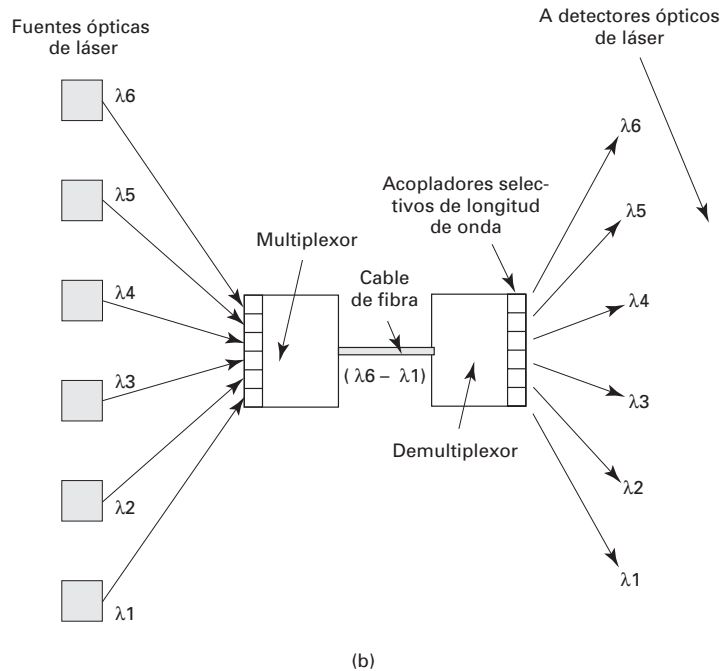 Fuentes ópticas
de láser
λ6
λ5
λ4
λ3
λ2
λ1
Multiplexor
Cable
de fibra
( λ6 – λ1)
Acopladores selec-
tivos de longitud
de onda
Demultiplexor
A detectores ópticos
de láser
λ6
λ5
λ4
λ3
λ2
λ1
(b)